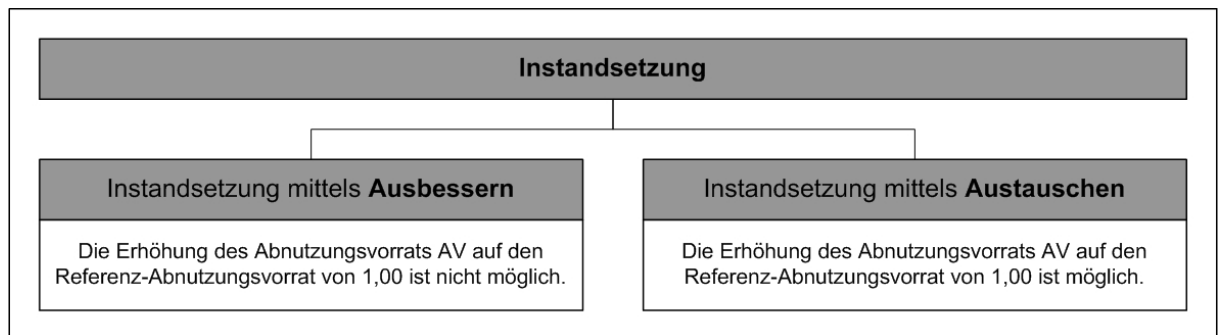 Instandsetzung
Instandsetzung mittels Ausbessern
Die Erhöhung des Abnutzungsvorrats AV auf den
Referenz-Abnutzungsvorrat von 1,00 ist nicht möglich.
Instandsetzung mittels Austauschen
Die Erhöhung des Abnutzungsvorrats AV auf den
Referenz-Abnutzungsvorrat von 1,00 ist möglich.